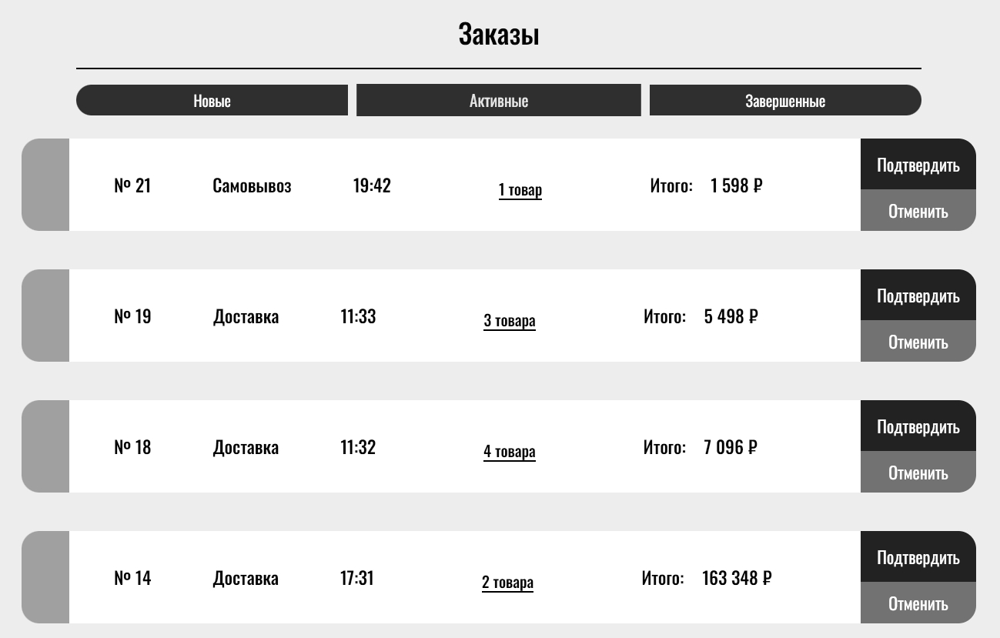 Заказы
Новые Активные Завершенные
№ 21 Самовывоз 19:42 1 товар Итого: 1 598 ₽ Подтвердить
Отменить
№ 19 Доставка 11:33 3 товара Итого: 5 498 ₽ Подтвердить
Отменить
№ 18 Доставка 11:32 4 товара Итого: 7 096 ₽ Подтвердить
Отменить
№ 14 Доставка 17:31 2 товара Итого: 163 348 ₽ Подтвердить
Отменить